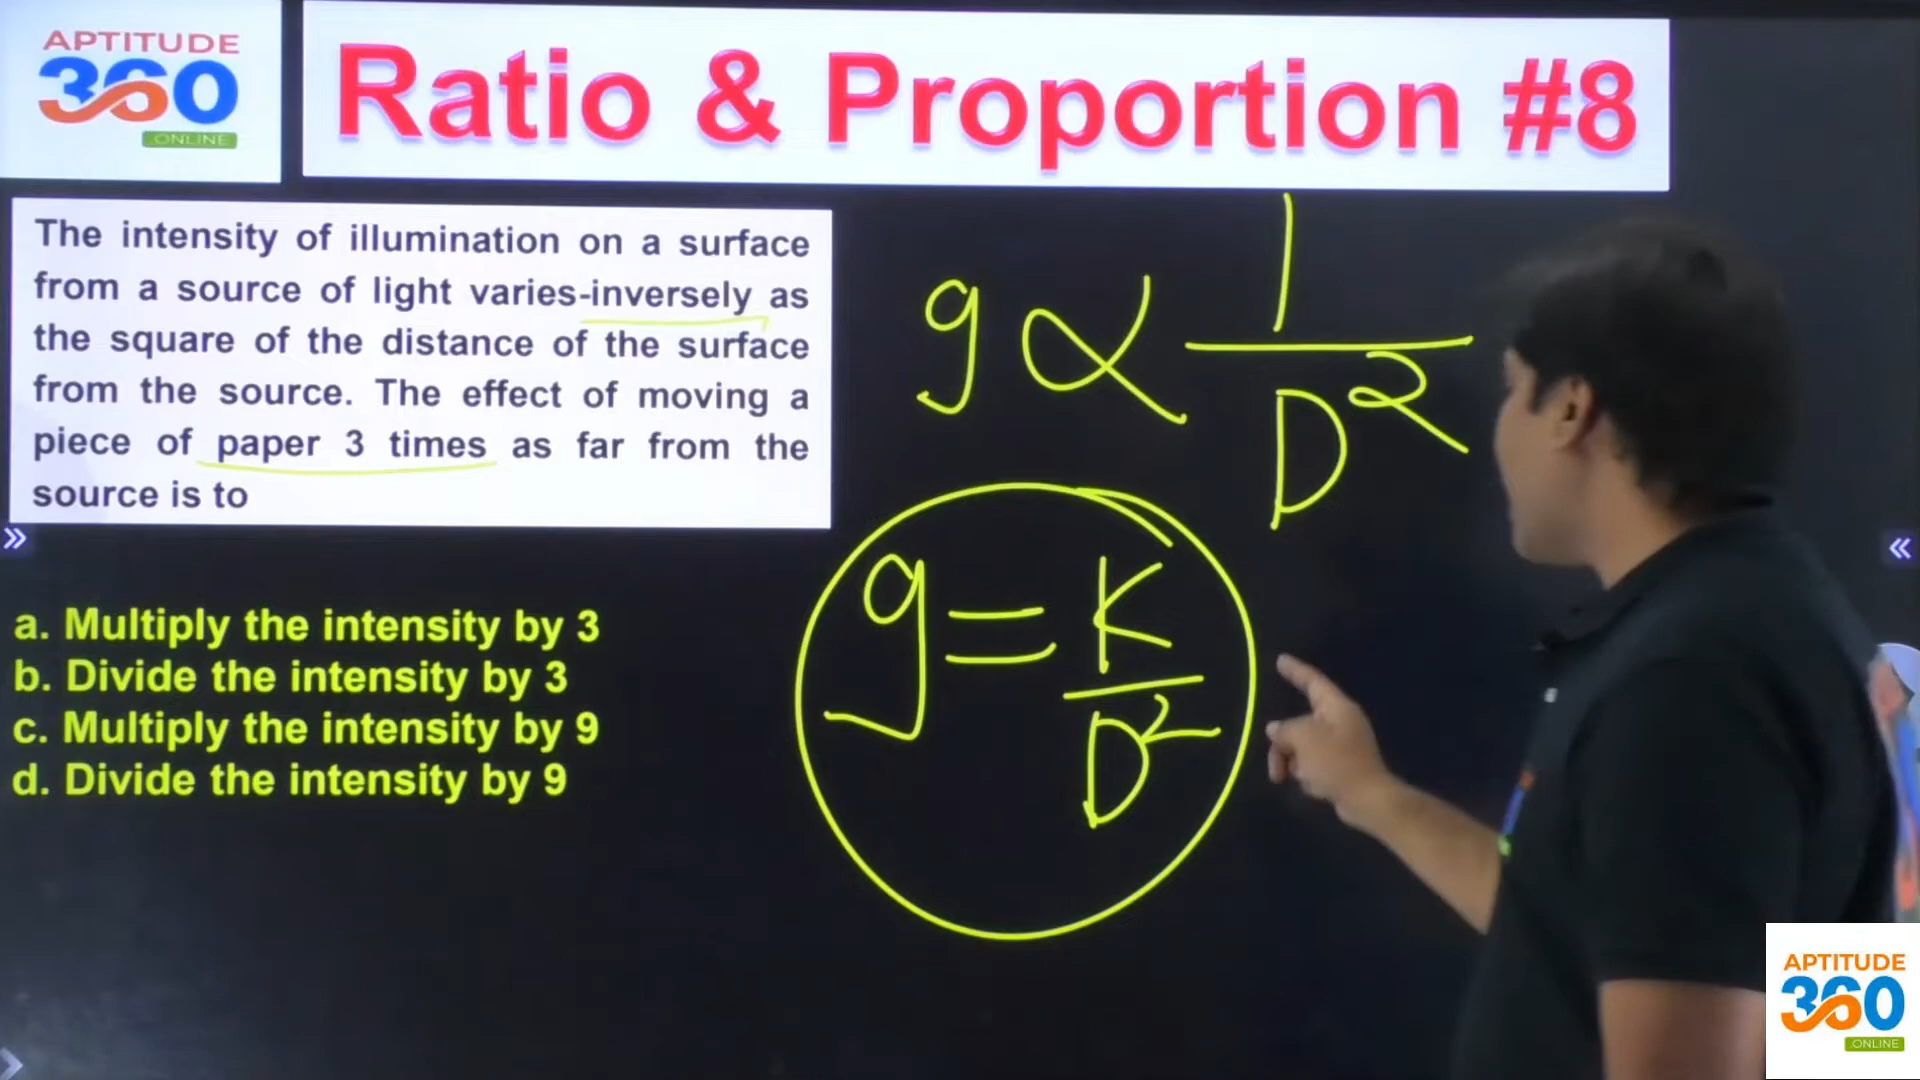 APTITUDE
360
ONLINE
Ratio & Proportion #8
The intensity of illumination on a surface
from a source of light varies-inversely as
the square of the distance of the surface
from the source. The effect of moving a
piece of paper 3 times as far from the
source is to
a. Multiply the intensity by 3
b. Divide the intensity by 3
c. Multiply the intensity by 9
d. Divide the intensity by 9
g ∝ 1/D²
g = K/D²
APTITUDE
360
ONLINE